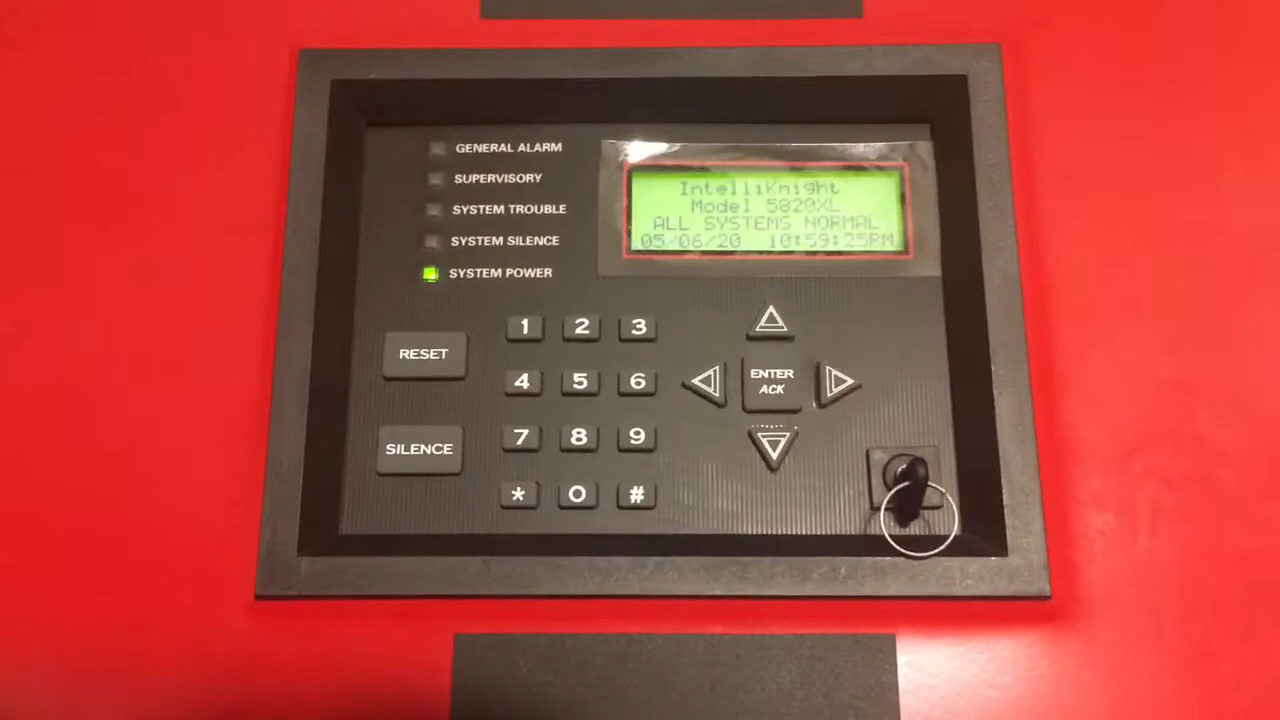 GENERAL ALARM
SUPERVISORY
SYSTEM TROUBLE
SYSTEM SILENCE
SYSTEM POWER
IntelliKnight
Model 5820XL
ALL SYSTEMS NORMAL
05/06/20 10:59:25PM
RESET
SILENCE
1 2 3
4 5 6
7 8 9
* 0 #
ENTER
ACK